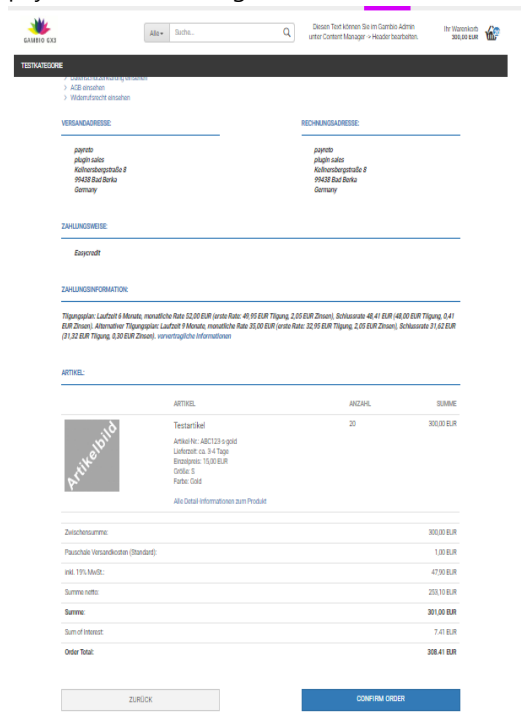 GAMBIO GX3
Alle
Suche...
Diesen Text können Sie im Gambio Admin
unter Content Manager -> Header bearbeiten.
Ihr Warenkorb
300,00 EUR
TESTKATEGORIE
> Datenschutzerklärung einsehen
> AGB einsehen
> Widerrufsrecht einsehen
VERSANDADRESSE: RECHNUNGSADRESSE:
payreto payreto
plugin sales plugin sales
Kellnersbergstraße 8 Kellnersbergstraße 8
99438 Bad Berka 99438 Bad Berka
Germany Germany
ZAHLUNGSWEISE:
Easycredit
ZAHLUNGSINFORMATION:
Tilgungsplan: Laufzeit 6 Monate, monatliche Rate 52,00 EUR (erste Rate: 49,95 EUR Tilgung, 2,05 EUR Zinsen), Schlussrate 48,41 EUR (48,00 EUR Tilgung, 0,41
EUR Zinsen). Alternativer Tilgungsplan: Laufzeit 9 Monate, monatliche Rate 35,00 EUR (erste Rate: 32,95 EUR Tilgung, 2,05 EUR Zinsen), Schlussrate 31,62 EUR
(31,32 EUR Tilgung, 0,30 EUR Zinsen). vorvertragliche Informationen
ARTIKEL:
ARTIKEL ANZAHL SUMME
Artikelbild
Testartikel 20 300,00 EUR
Artikel-Nr.: ABC123-s-gold
Lieferzeit: ca. 3-4 Tage
Einzelpreis: 15,00 EUR
Größe: S
Farbe: Gold
Alle Detail-Informationen zum Produkt
Zwischensumme: 300,00 EUR
Pauschale Versandkosten (Standard): 1,00 EUR
inkl. 19% MwSt.: 47,90 EUR
Summe netto: 253,10 EUR
Summe: 301,00 EUR
Sum of Interest: 7.41 EUR
Order Total: 308.41 EUR
ZURÜCK CONFIRM ORDER